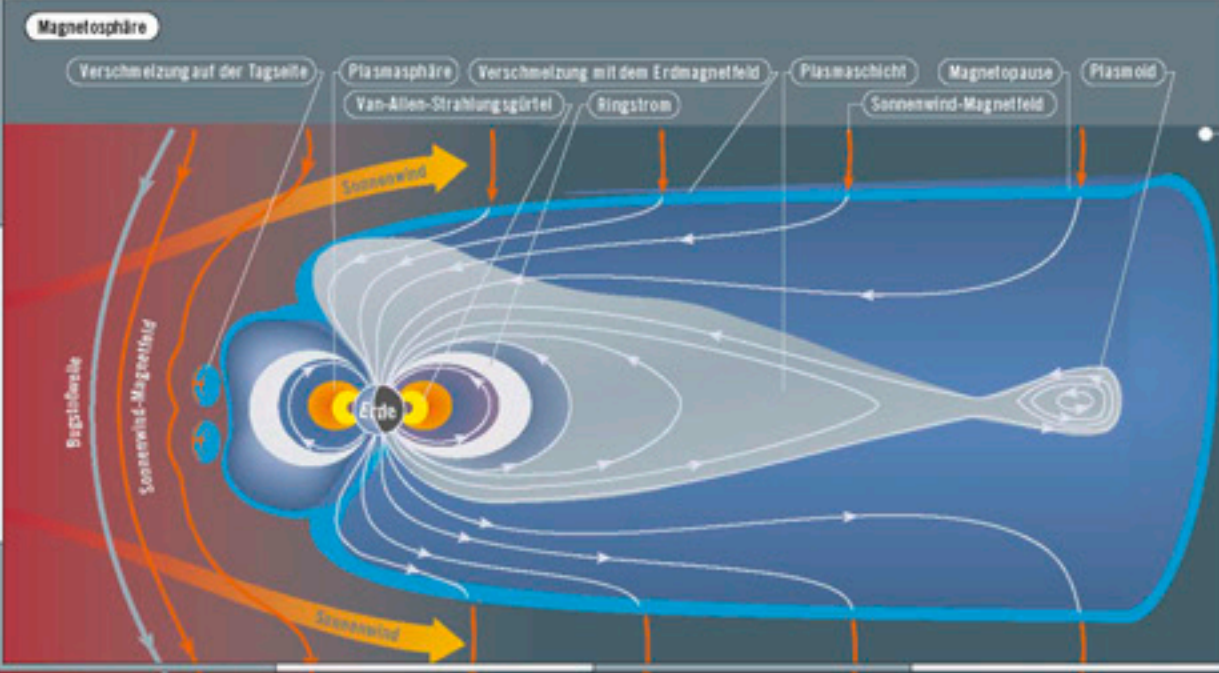 Magnetosphäre
Verschmelzung auf der Tagseite
Plasmasphäre
Verschmelzung mit dem Erdmagnetfeld
Plasmaschicht
Magnetopause
Plasmoid
Van-Allen-Strahlungsgürtel
Ringstrom
Sonnenwind-Magnetfeld
Sonnenwind
Bugstoßwelle
Sonnenwind-Magnetfeld
Erde
Sonnenwind